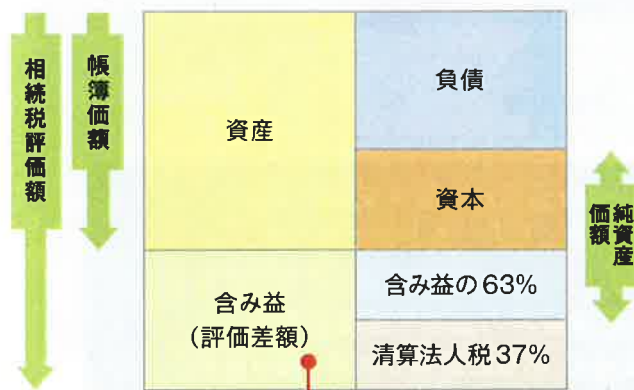 相続税評価額
帳簿価額
資産
負債
資本
純資産
価額
含み益
（評価差額）
含み益の63%
清算法人税37%